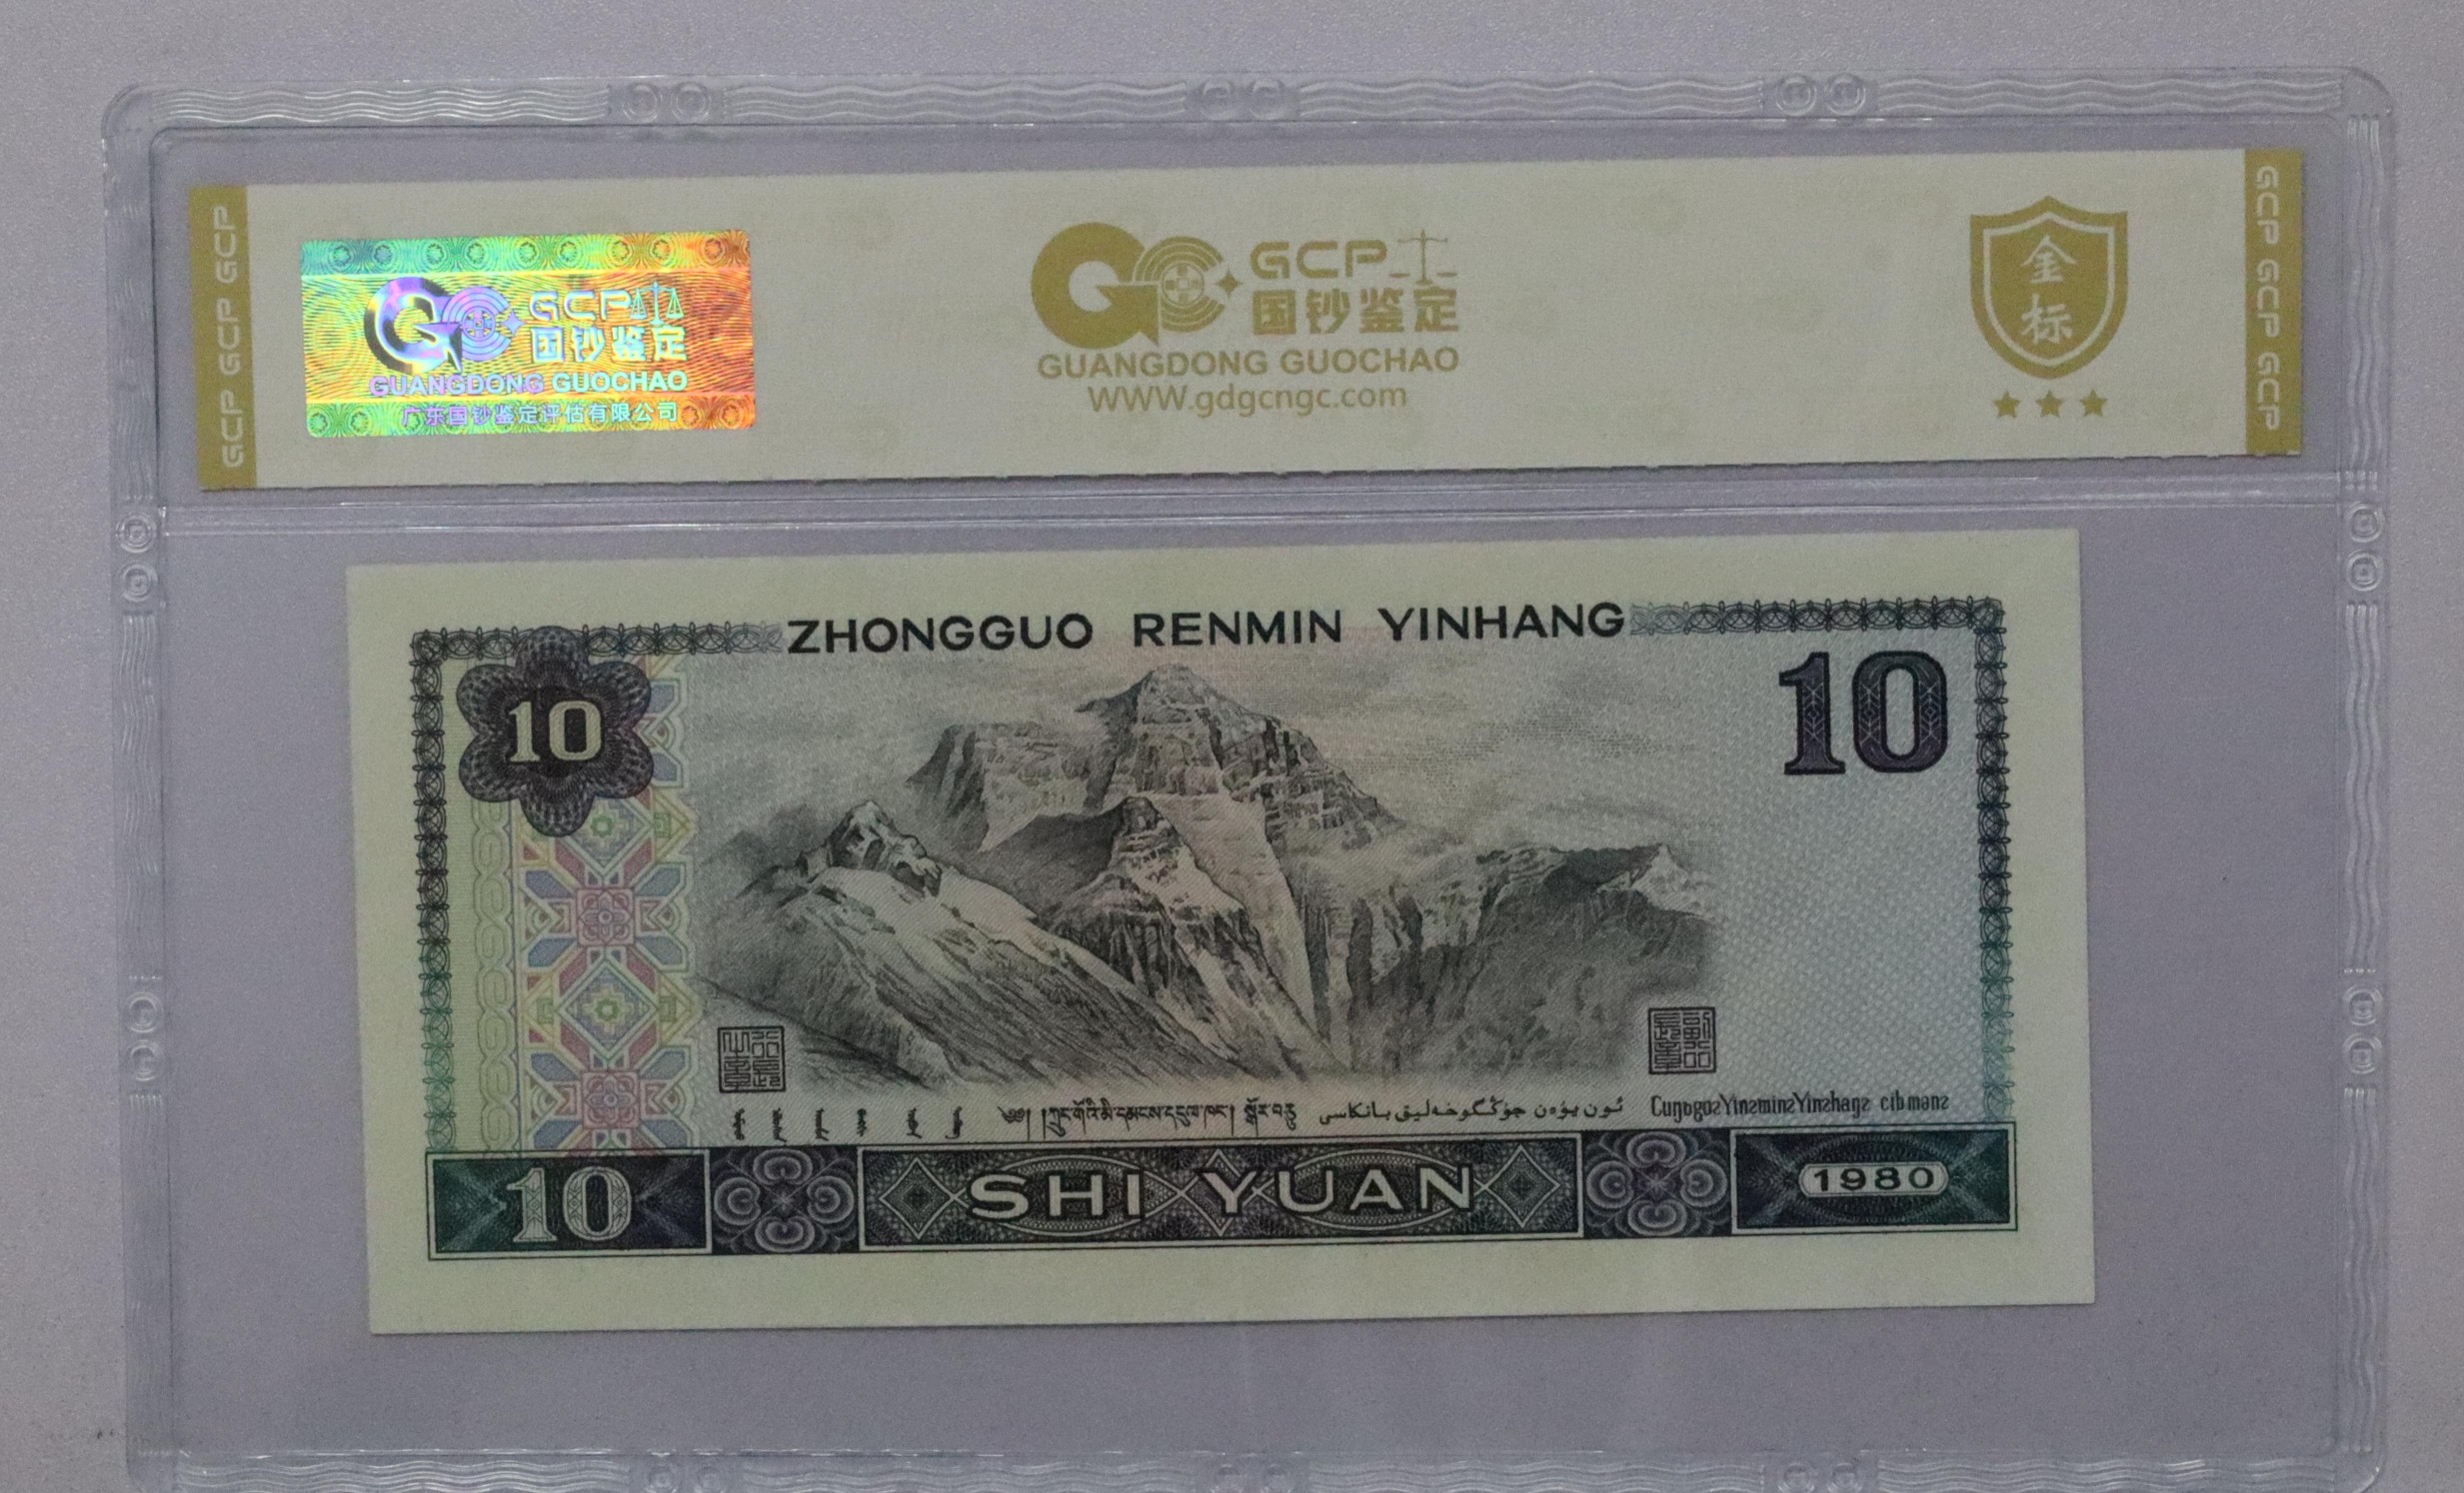 GCP GCP GCP
GCP
国钞鉴定
GUANGDONG GUOCHAO
广东国钞鉴定评估有限公司
GCP
国钞鉴定
GUANGDONG GUOCHAO
WWW.gdgcngc.com
金
标
GCP GCP GCP
ZHONGGUO RENMIN YINHANG
10
10
SHI YUAN
10
1980